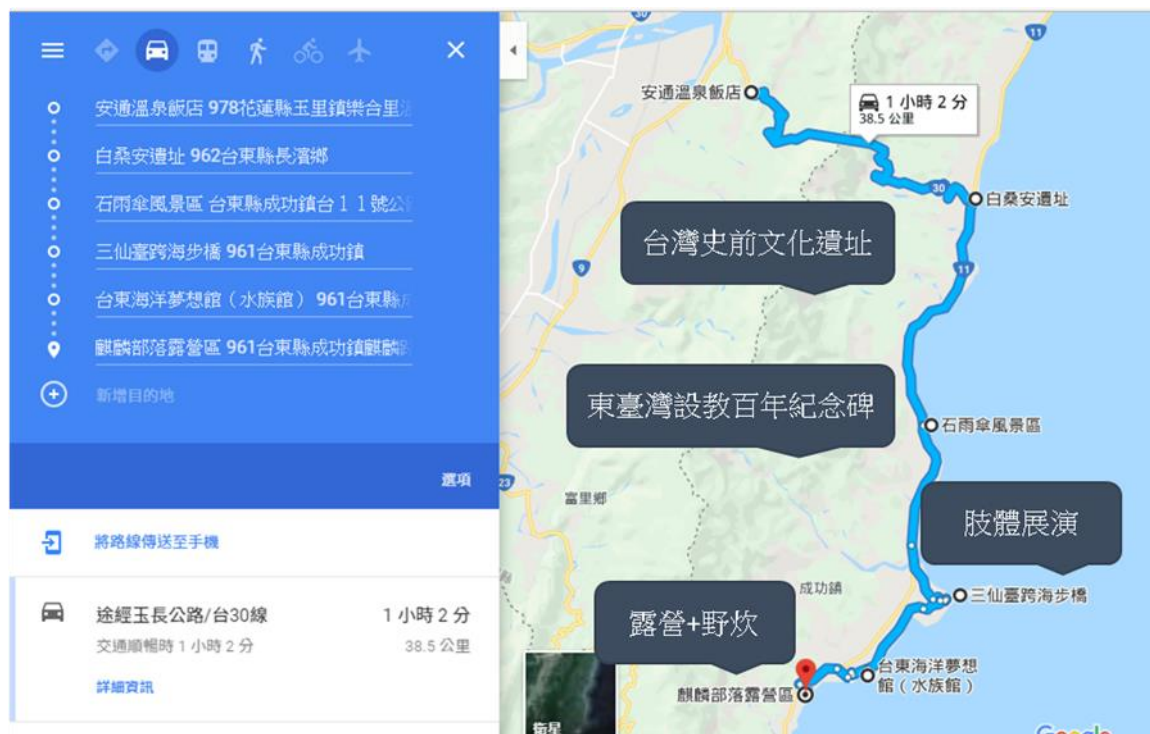 安通溫泉飯店 978花蓮縣玉里鎮樂合里
白桑安遺址 962台東縣長濱鄉
石雨傘風景區 台東縣成功鎮台１１號公
三仙臺跨海步橋 961台東縣成功鎮
台東海洋夢想館（水族館） 961台東縣
麒麟部落露營區 961台東縣成功鎮麒麟
新增目的地
選項
將路線傳送至手機
途經玉長公路/台30線
1 小時 2 分
交通順暢時 1 小時 2 分
38.5 公里
詳細資訊
11
安通溫泉飯店
1 小時 2 分
38.5 公里
30
白桑安遺址
台灣史前文化遺址
9
11
東臺灣設教百年紀念碑
石雨傘風景區
23
富里鄉
肢體展演
成功鎮
三仙臺跨海步橋
露營+野炊
台東海洋夢想
館（水族館）
麒麟部落露營區
衛星
Google